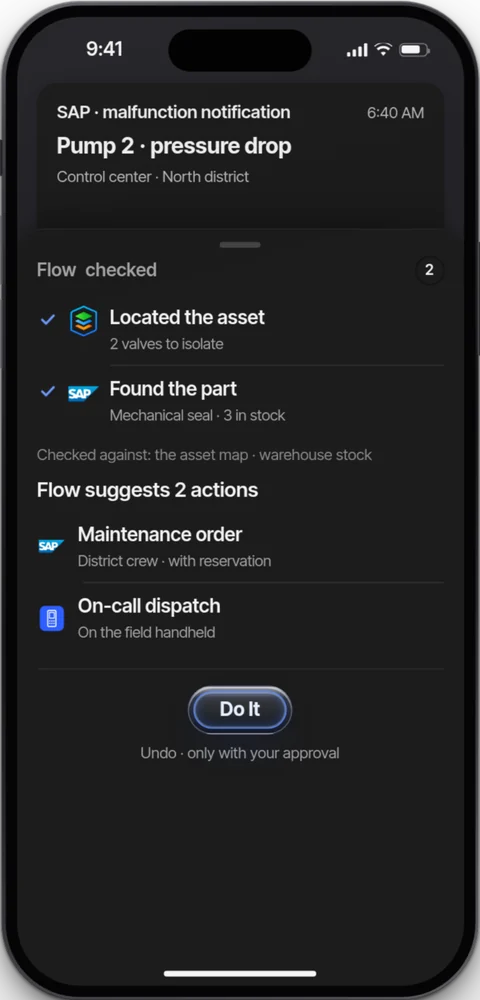 9:41
SAP · malfunction notification 6:40 AM
Pump 2 · pressure drop
Control center · North district
Flow checked 2
Located the asset
2 valves to isolate
SAP Found the part
Mechanical seal · 3 in stock
Checked against: the asset map · warehouse stock
Flow suggests 2 actions
SAP Maintenance order
District crew · with reservation
On-call dispatch
On the field handheld
Do It
Undo · only with your approval